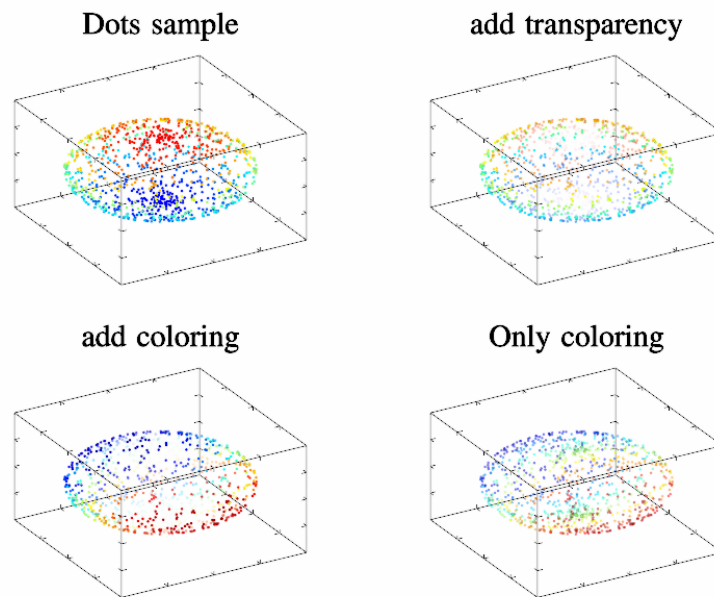 Dots sample
add transparency
add coloring
Only coloring